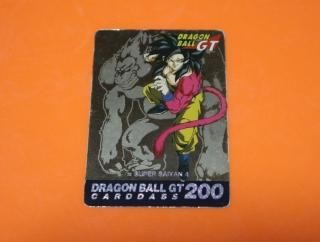 DRAGON
BALL GT
SUPER SAIYAN 4
DRAGON BALL GT 200
CARDDASS